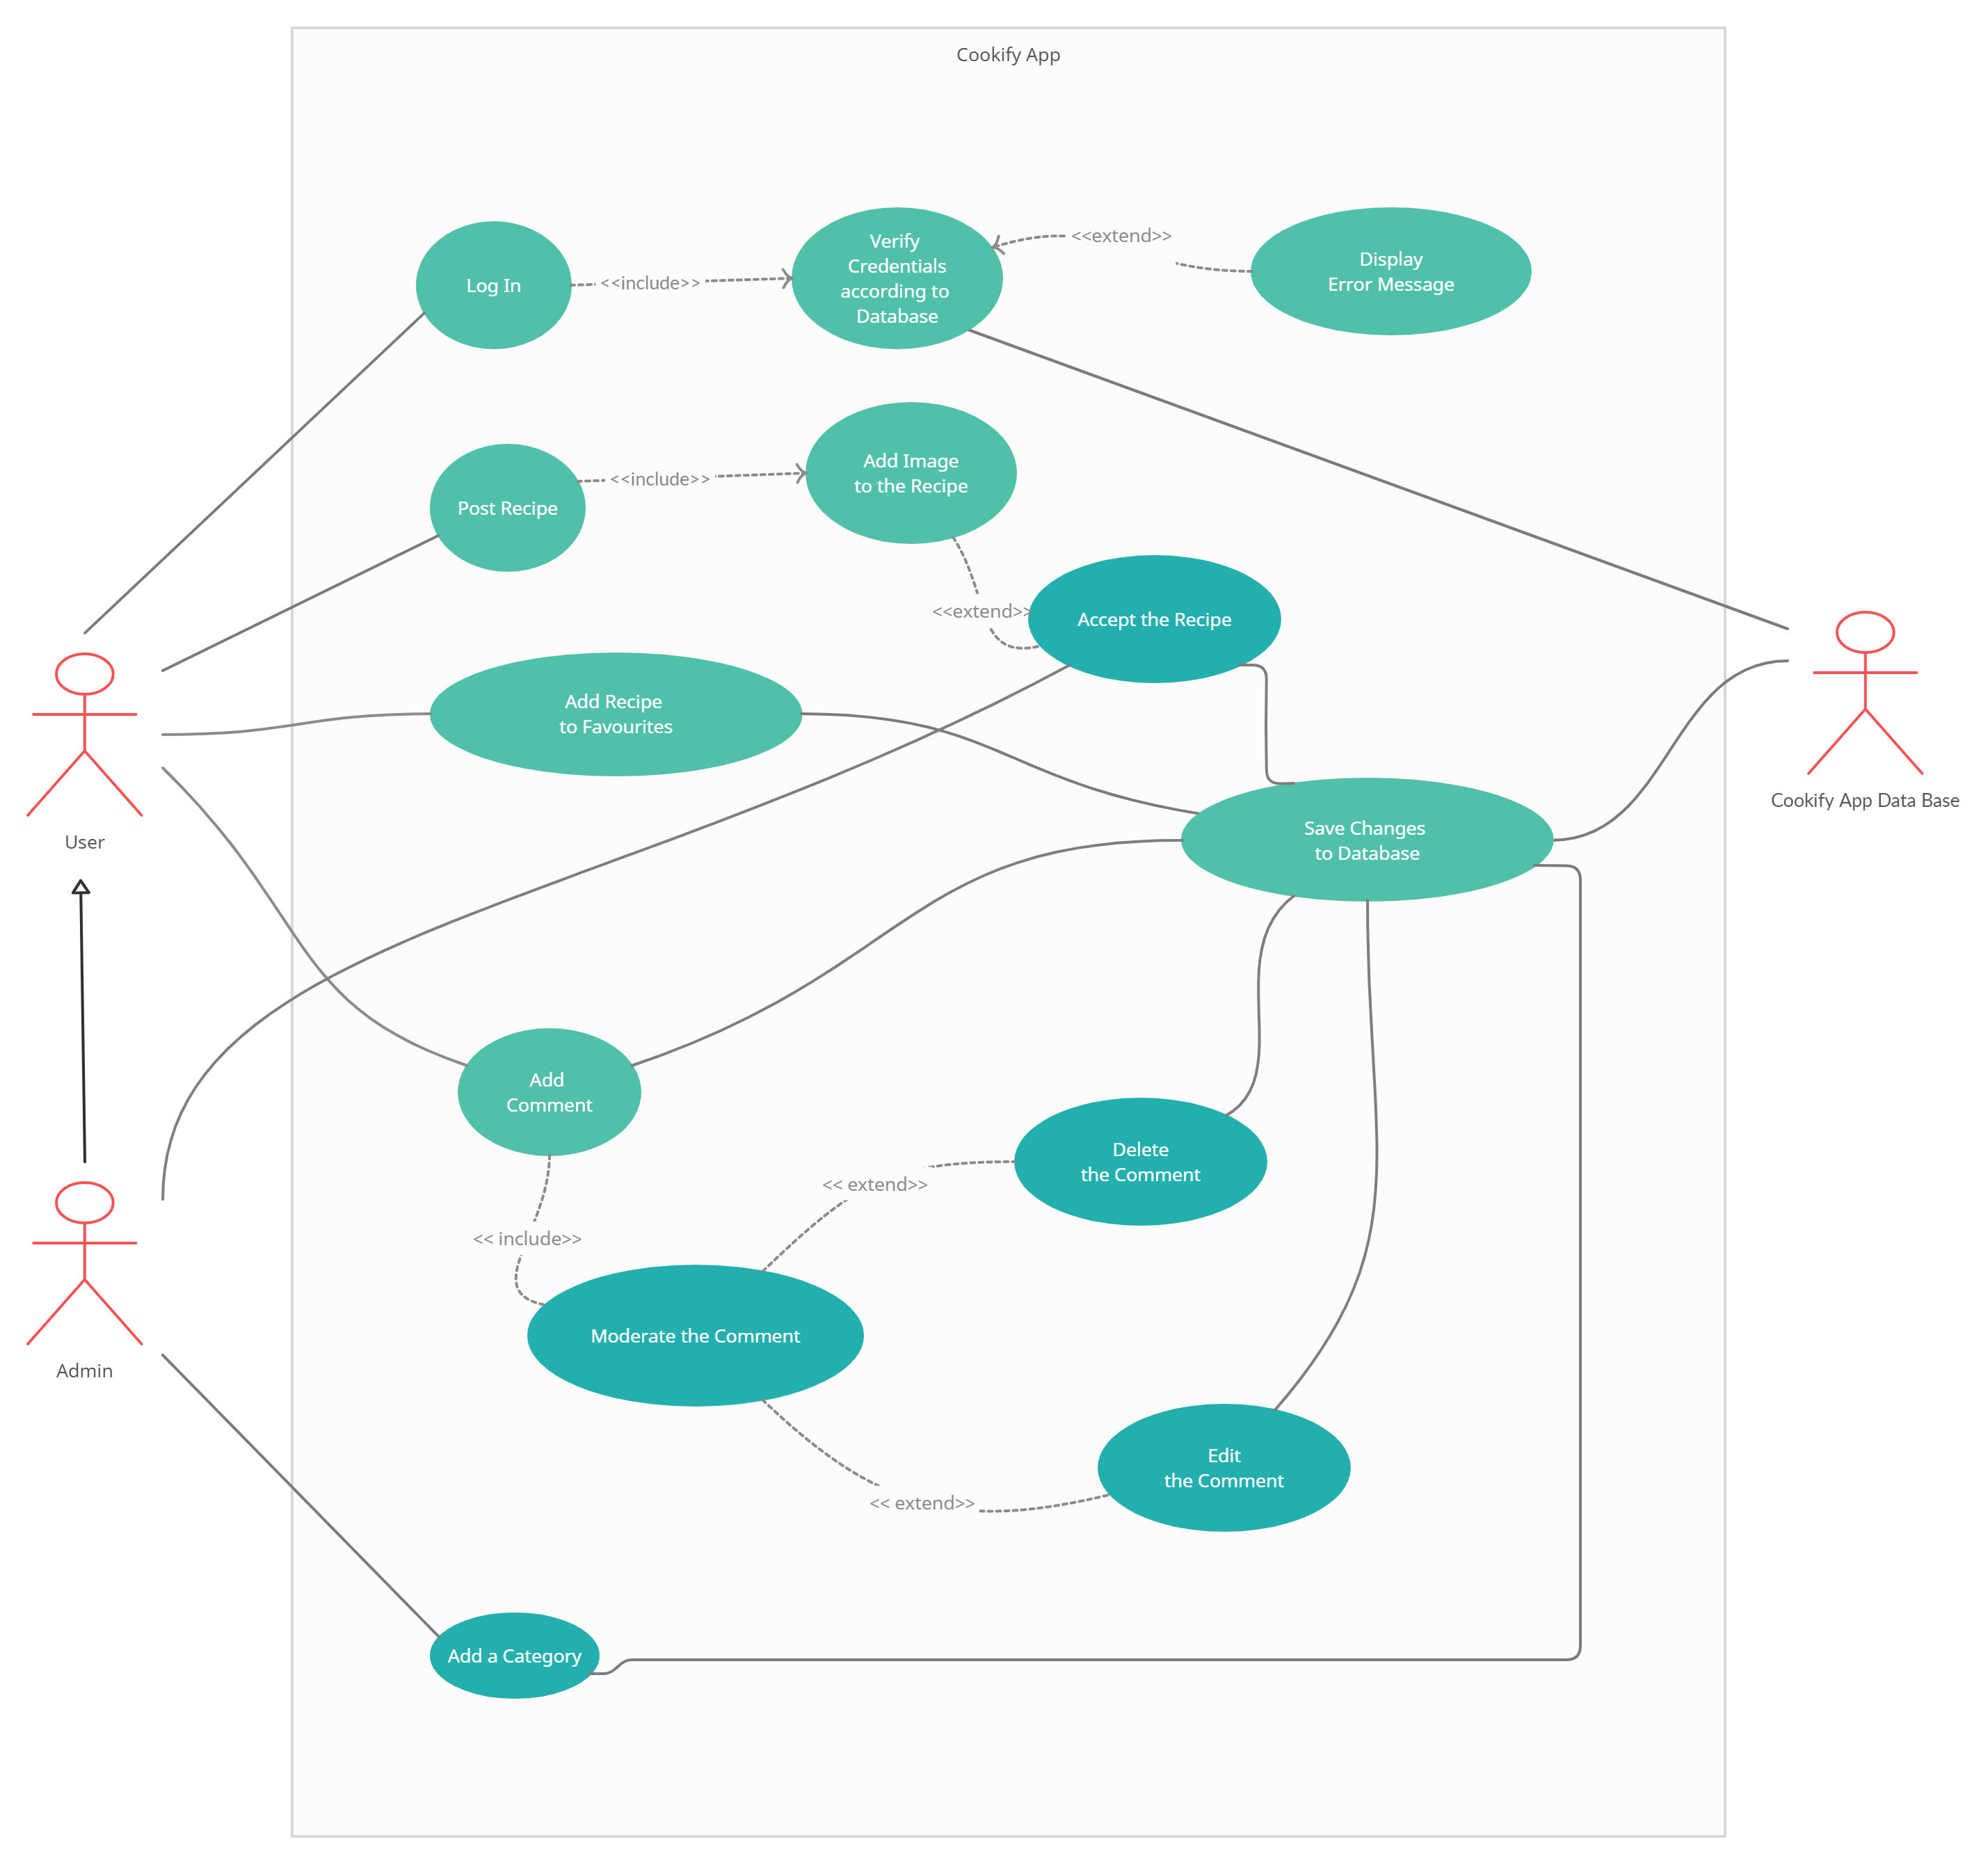 Cookify App
Log In
<<include>>
Verify
Credentials
according to
Database
<<extend>>
Display
Error Message
Post Recipe
<<include>>
Add Image
to the Recipe
<<extend>>
Accept the Recipe
Add Recipe
to Favourites
User
Save Changes
to Database
Cookify App Data Base
Add
Comment
<< include>>
<< extend>>
Delete
the Comment
Moderate the Comment
Admin
<< extend>>
Edit
the Comment
Add a Category